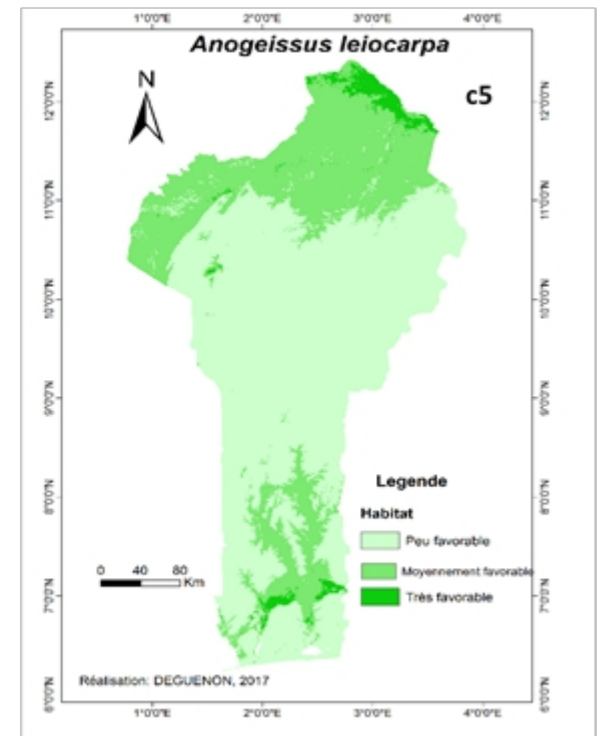 1°0'0"E 2°0'0"E 3°0'0"E 4°0'0"E
Anogeissus leiocarpa
N
c5
12°0'0"N 12°0'0"N
11°0'0"N 11°0'0"N
10°0'0"N 10°0'0"N
9°0'0"N 9°0'0"N
Legende
8°0'0"N 8°0'0"N
Habitat
Peu favorable
0 40 80
Km
Moyennement favorable
7°0'0"N 7°0'0"N
Très favorable
Réalisation: DEGUENON, 2017
6°0'0"N 6°0'0"N
1°0'0"E 2°0'0"E 3°0'0"E 4°0'0"E